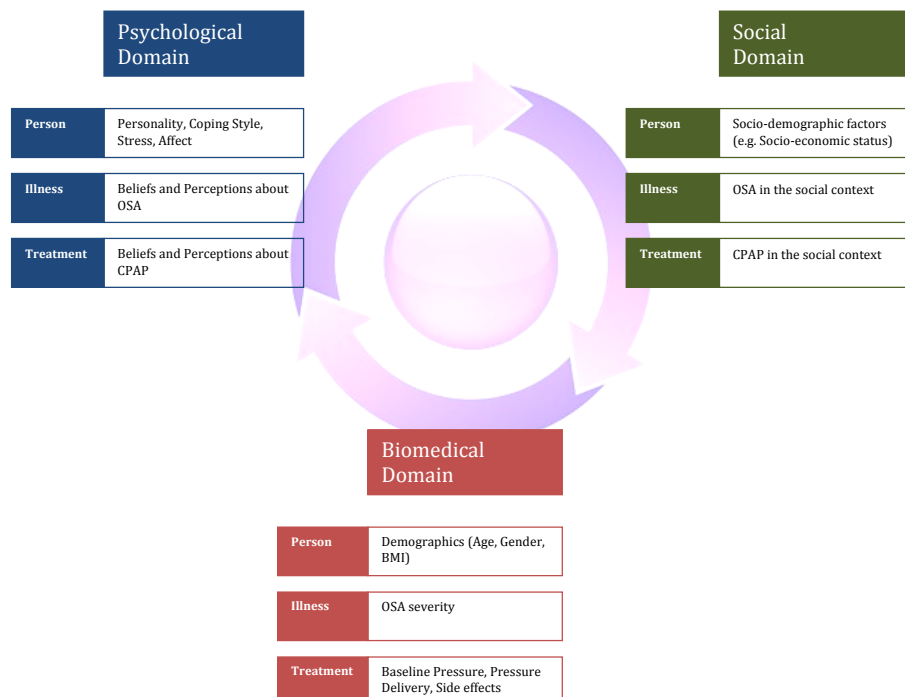 Psychological
Domain
Person
Personality, Coping Style,
Stress, Affect
Illness
Beliefs and Perceptions about
OSA
Treatment
Beliefs and Perceptions about
CPAP
Social
Domain
Person
Socio-demographic factors
(e.g. Socio-economic status)
Illness
OSA in the social context
Treatment
CPAP in the social context
Biomedical
Domain
Person
Demographics (Age, Gender,
BMI)
Illness
OSA severity
Treatment
Baseline Pressure, Pressure
Delivery, Side effects